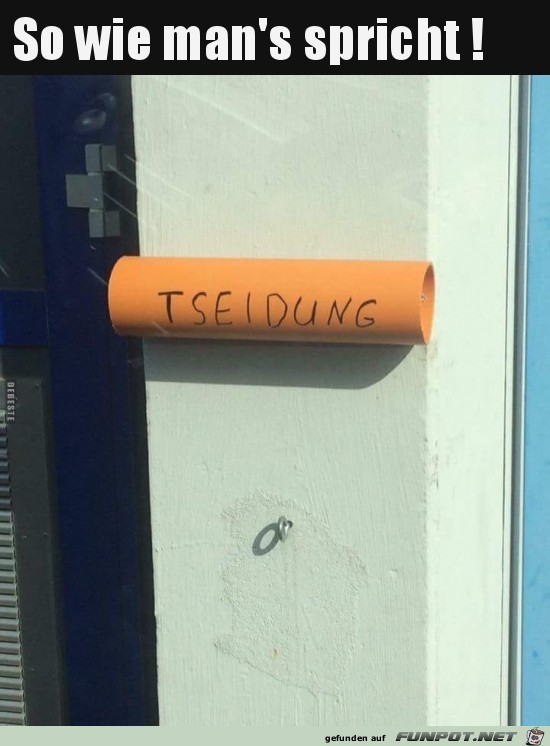 So wie man's spricht !
TSEIDUNG
DEBESTE
gefunden auf FUNPOT.NET